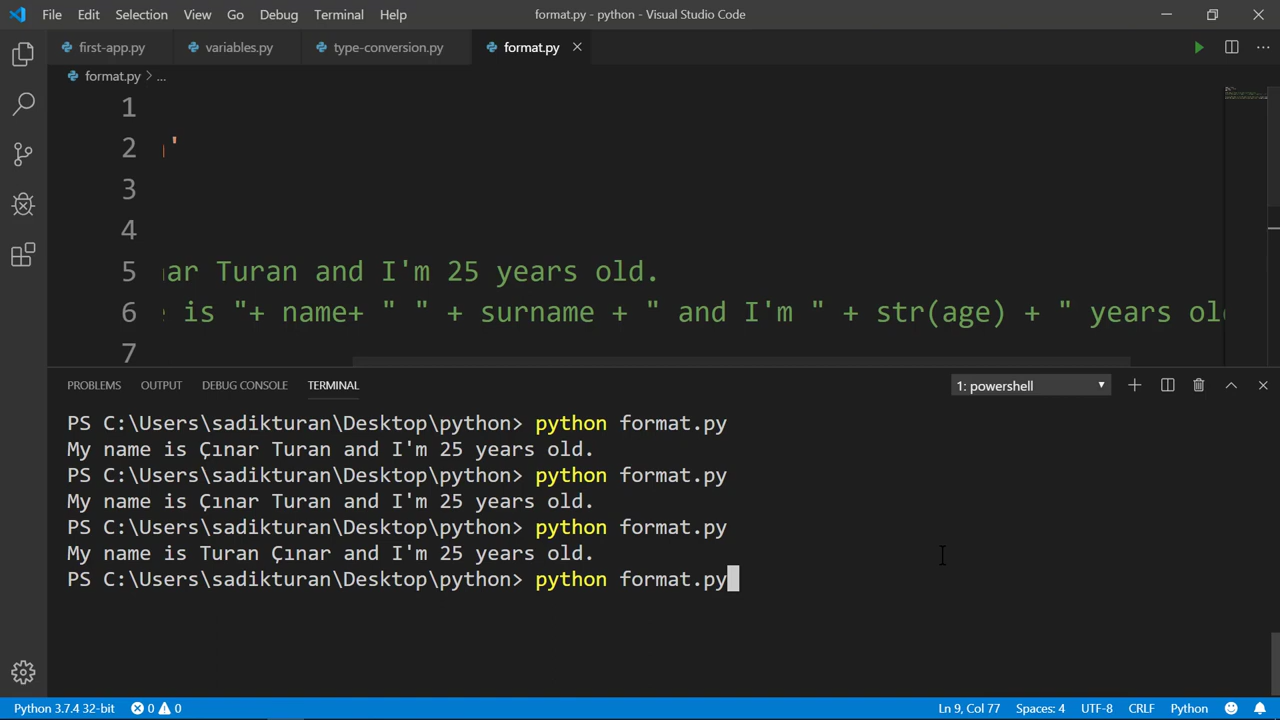 File Edit Selection View Go Debug Terminal Help format.py - python - Visual Studio Code
first-app.py variables.py type-conversion.py format.py
format.py > ...
1
2 '
3
4
5 nar Turan and I'm 25 years old.
6 is "+ name+ " " + surname + " and I'm " + str(age) + " years old
7
PROBLEMS OUTPUT DEBUG CONSOLE TERMINAL 1: powershell
PS C:\Users\sadikturan\Desktop\python> python format.py
My name is Çınar Turan and I'm 25 years old.
PS C:\Users\sadikturan\Desktop\python> python format.py
My name is Çınar Turan and I'm 25 years old.
PS C:\Users\sadikturan\Desktop\python> python format.py
My name is Turan Çınar and I'm 25 years old.
PS C:\Users\sadikturan\Desktop\python> python format.py
Python 3.7.4 32-bit 0 0 Ln 9, Col 77 Spaces: 4 UTF-8 CRLF Python